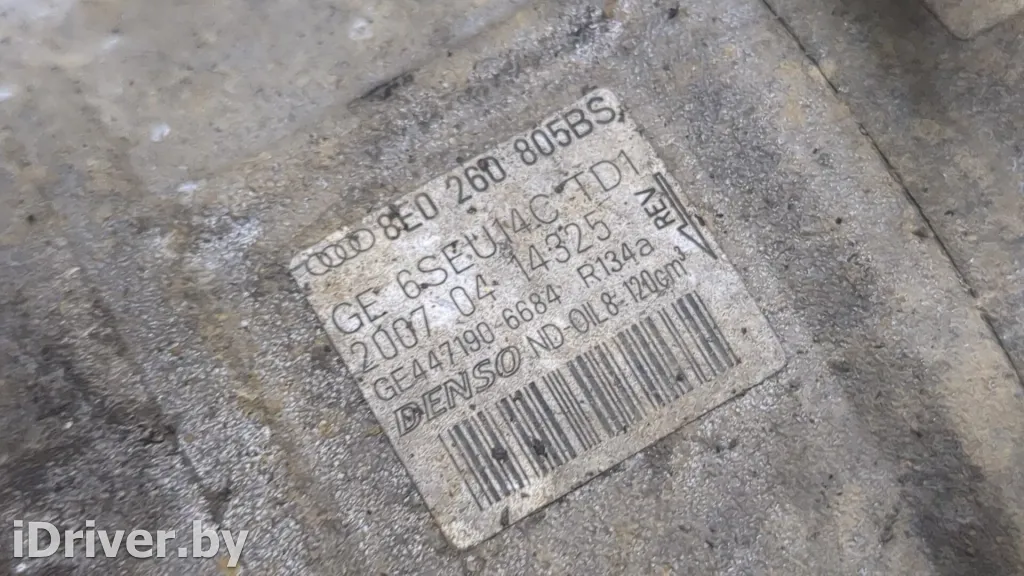 8E0 260 805BS
GE 6SEU14C TD1
2007 04 14325
REV
GE447190-6684 R134a
DENSO ND-OIL8-120cm³
iDriver.by